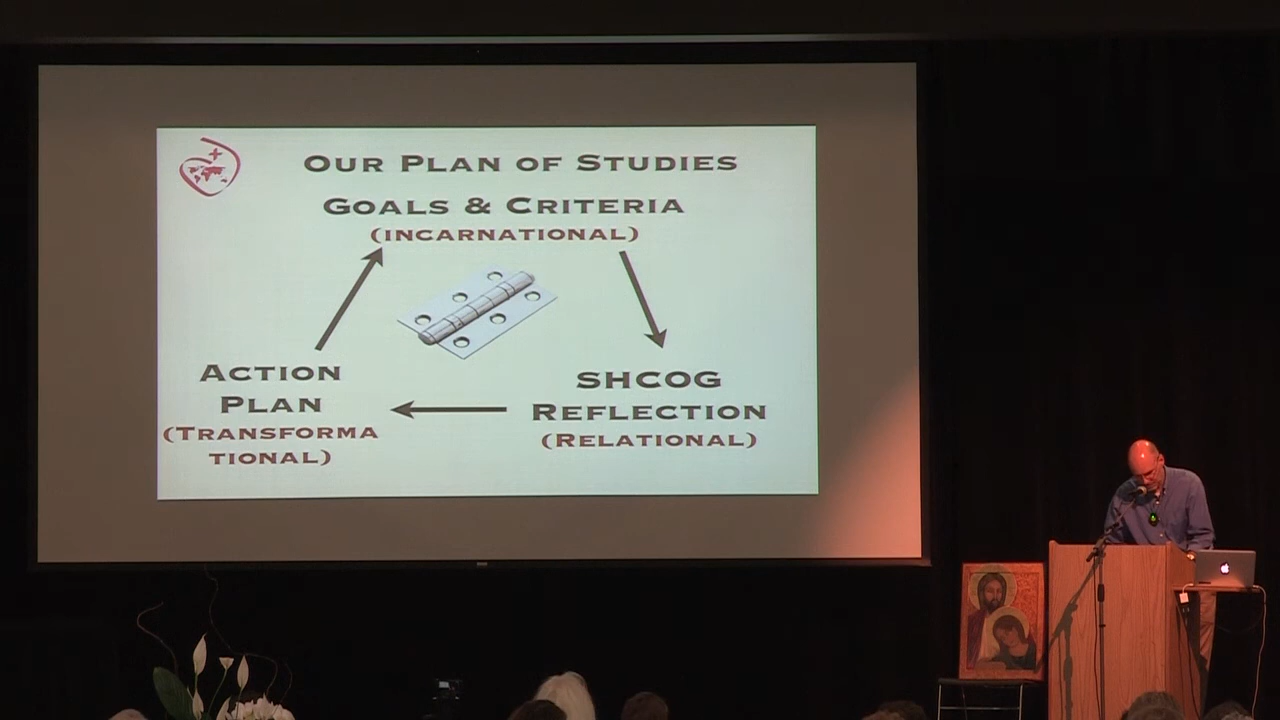 OUR PLAN OF STUDIES
GOALS & CRITERIA
(INCARNATIONAL)
ACTION
PLAN
(TRANSFORMA
TIONAL)
SHCOG
REFLECTION
(RELATIONAL)